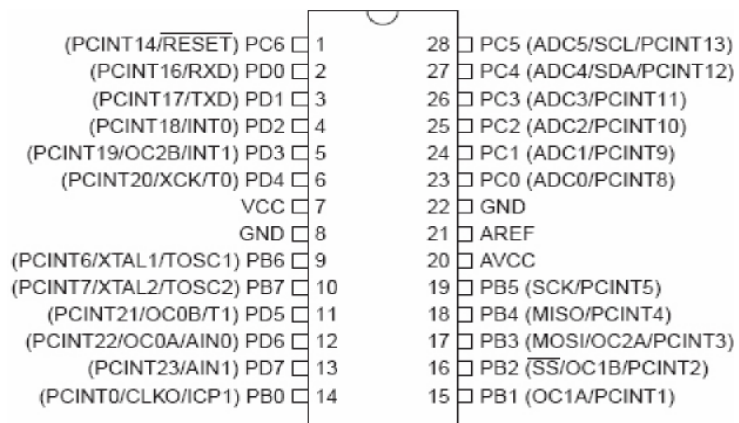 (PCINT14/RESET) PC6 1 28 PC5 (ADC5/SCL/PCINT13)
(PCINT16/RXD) PD0 2 27 PC4 (ADC4/SDA/PCINT12)
(PCINT17/TXD) PD1 3 26 PC3 (ADC3/PCINT11)
(PCINT18/INT0) PD2 4 25 PC2 (ADC2/PCINT10)
(PCINT19/OC2B/INT1) PD3 5 24 PC1 (ADC1/PCINT9)
(PCINT20/XCK/T0) PD4 6 23 PC0 (ADC0/PCINT8)
VCC 7 22 GND
GND 8 21 AREF
(PCINT6/XTAL1/TOSC1) PB6 9 20 AVCC
(PCINT7/XTAL2/TOSC2) PB7 10 19 PB5 (SCK/PCINT5)
(PCINT21/OC0B/T1) PD5 11 18 PB4 (MISO/PCINT4)
(PCINT22/OC0A/AIN0) PD6 12 17 PB3 (MOSI/OC2A/PCINT3)
(PCINT23/AIN1) PD7 13 16 PB2 (SS/OC1B/PCINT2)
(PCINT0/CLKO/ICP1) PB0 14 15 PB1 (OC1A/PCINT1)